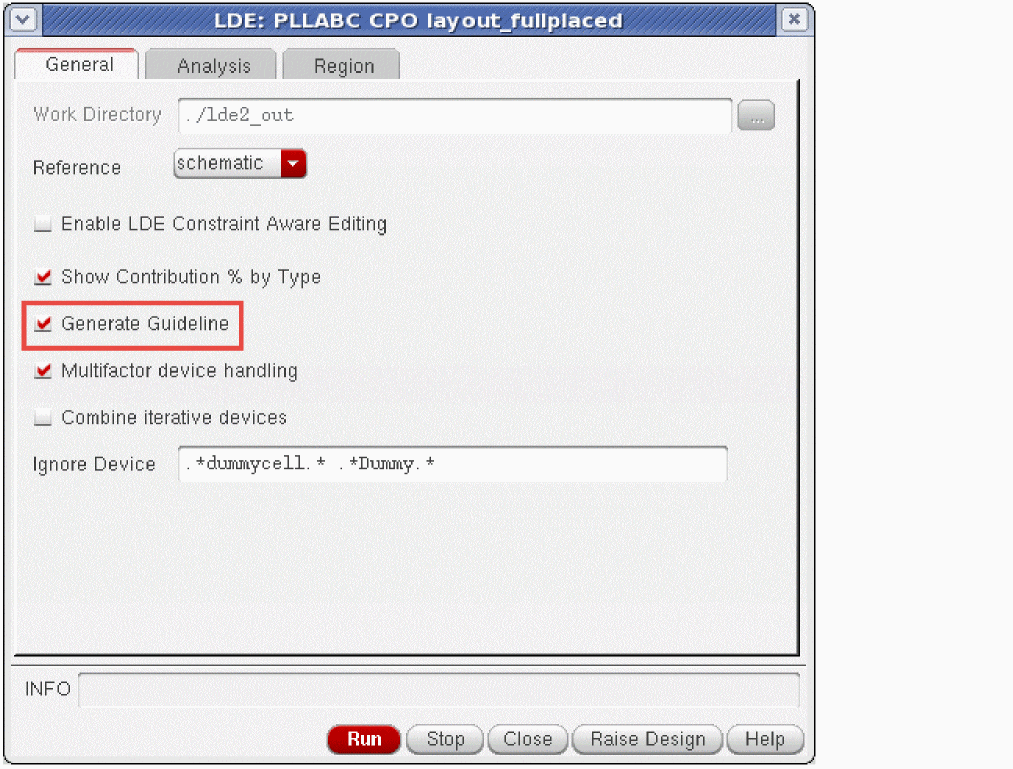 LDE: PLLABC CPO layout_fullplaced
General Analysis Region
Work Directory ./lde2_out ...
Reference schematic
Enable LDE Constraint Aware Editing
Show Contribution % by Type
Generate Guideline
Multifactor device handling
Combine iterative devices
Ignore Device .*dummycell.* .*Dummy.*
INFO
Run Stop Close Raise Design Help